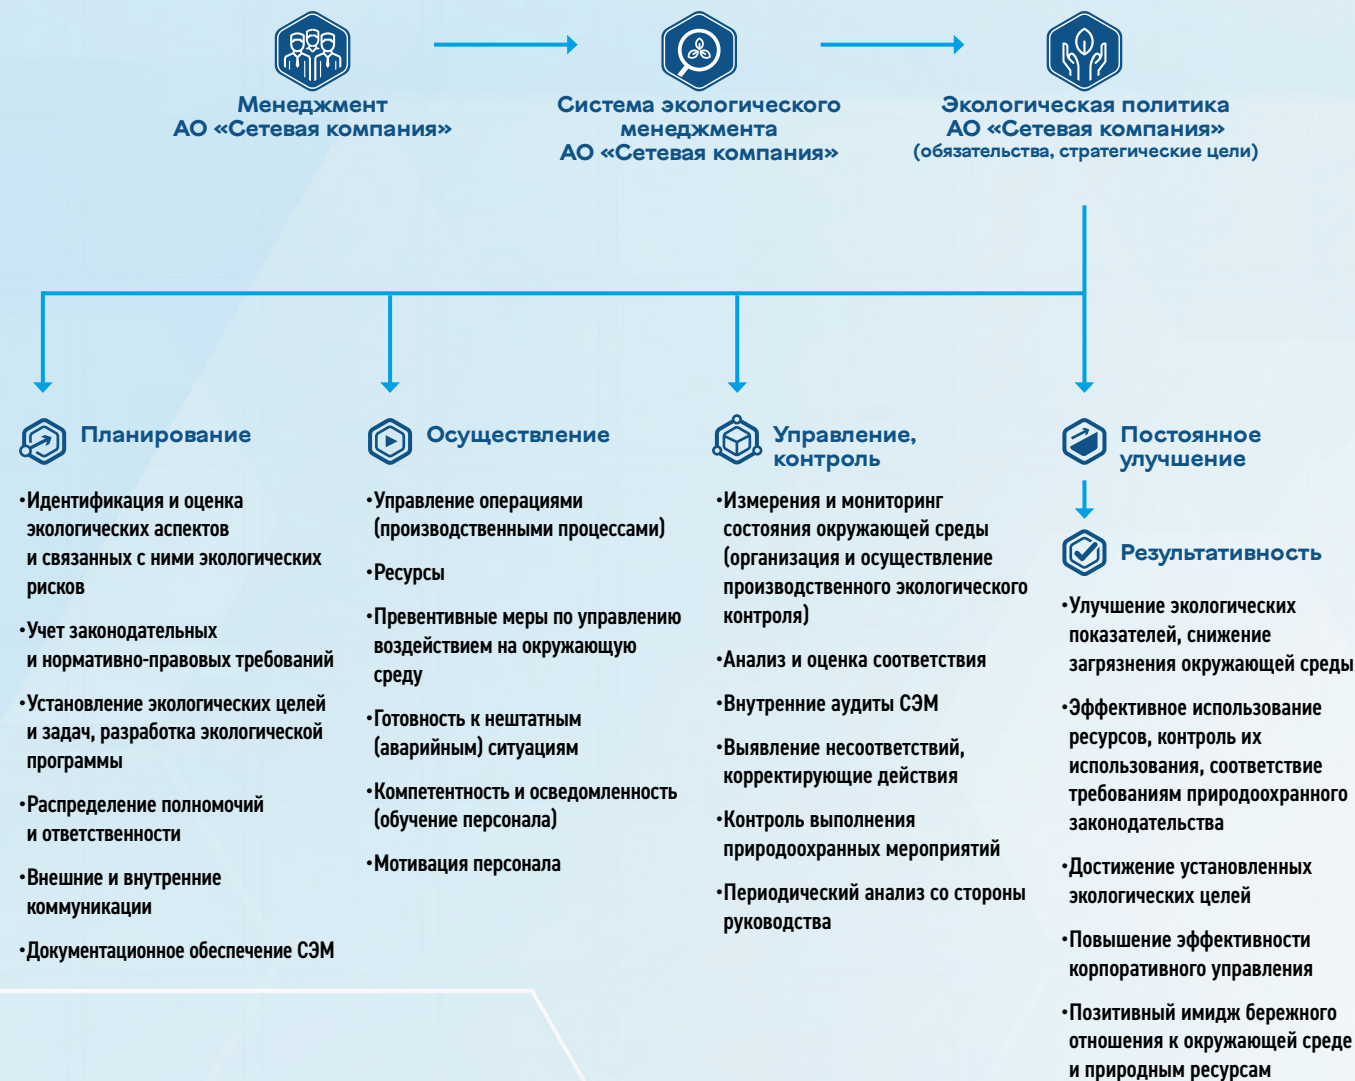 Менеджмент
АО «Сетевая компания»
Система экологического
менеджмента
АО «Сетевая компания»
Экологическая политика
АО «Сетевая компания»
(обязательства, стратегические цели)
Планирование
•Идентификация и оценка
экологических аспектов
и связанных с ними экологических
рисков
•Учет законодательных
и нормативно-правовых требований
•Установление экологических целей
и задач, разработка экологической
программы
•Распределение полномочий
и ответственности
•Внешние и внутренние
коммуникации
•Документационное обеспечение СЭМ
Осуществление
•Управление операциями
(производственными процессами)
•Ресурсы
•Превентивные меры по управлению
воздействием на окружающую
среду
•Готовность к нештатным
(аварийным) ситуациям
•Компетентность и осведомленность
(обучение персонала)
•Мотивация персонала
Управление,
контроль
•Измерения и мониторинг
состояния окружающей среды
(организация и осуществление
производственного экологического
контроля)
•Анализ и оценка соответствия
•Внутренние аудиты СЭМ
•Выявление несоответствий,
корректирующие действия
•Контроль выполнения
природоохранных мероприятий
•Периодический анализ со стороны
руководства
Постоянное
улучшение
Результативность
•Улучшение экологических
показателей, снижение
загрязнения окружающей среды
•Эффективное использование
ресурсов, контроль их
использования, соответствие
требованиям природоохранного
законодательства
•Достижение установленных
экологических целей
•Повышение эффективности
корпоративного управления
•Позитивный имидж бережного
отношения к окружающей среде
и природным ресурсам